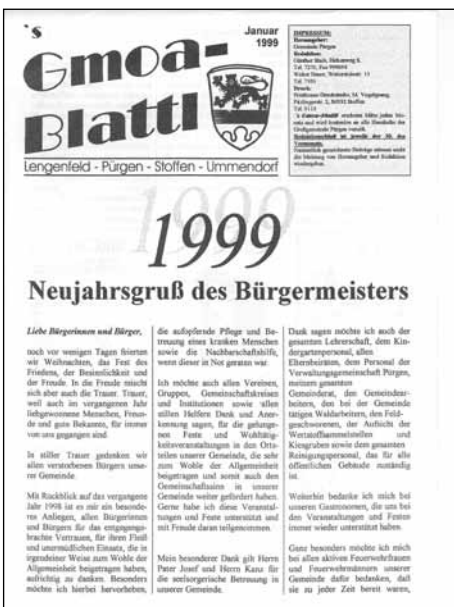 `s
Gmoa-
Blattl
Januar
1999
Lengenfeld - Pürgen - Stoffen - Ummendorf
IMPRESSUM:
Herausgeber:
Gemeinde Pürgen
Redaktion:
Druck:
1999
1999
Neujahrsgruß des Bürgermeisters
Liebe Bürgerinnen und Bürger,
noch vor wenigen Tagen feierten
wir Weihnachten, das Fest des
Friedens, der Besinnlichkeit und
der Freude. In die Freude mischt
sich aber auch die Trauer. Trauer,
weil auch im vergangenen Jahr
liebgewonnene Menschen, Freun-
de und gute Bekannte, für immer
von uns gegangen sind.
In stiller Trauer gedenken wir
allen verstorbenen Bürgern unse-
rer Gemeinde.
Mit Rückblick auf das vergangene
Jahr 1998 ist es mir ein besonde-
res Anliegen, allen Bürgerinnen
und Bürgern für das entgegenge-
brachte Vertrauen, für ihren Fleiß
und unermüdlichen Einsatz, die in
irgendeiner Weise zum Wohle der
Allgemeinheit beigetragen haben,
aufrichtig zu danken. Besonders
möchte ich hierbei hervorheben,
die aufopfernde Pflege und Be-
treuung eines kranken Menschen
sowie die Nachbarschaftshilfe,
wenn dieser in Not geraten war.
Ich möchte auch allen Vereinen,
Gruppen, Gemeinschaftskreisen
und Institutionen sowie allen
stillen Helfern Dank und Aner-
kennung sagen, für die gelunge-
nen Feste und Wohltätig-
keitsveranstaltungen in den Orts-
teilen unserer Gemeinde, die sehr
zum Wohle der Allgemeinheit
beigetragen und somit auch den
Gemeinschaftssinn in unserer
Gemeinde weiter gefördert haben.
Gerne habe ich diese Veranstal-
tungen und Feste unterstützt und
mit Freude daran teilgenommen.
Mein besonderer Dank gilt Herrn
Pater Josef und Herrn Kanz für
die seelsorgerische Betreuung in
unserer Gemeinde.
Dank sagen möchte ich auch der
gesamten Lehrerschaft, dem Kin-
dergartenpersonal, allen
Elternbeiräten, dem Personal der
Verwaltungsgemeinschaft Pürgen,
meinem gesamten
Gemeinderat, den Gemeindear-
beitern, den bei der Gemeinde
tätigen Waldarbeitern, den Feld-
geschworenen, der Aufsicht der
Wertstoffsammelstellen und
Kiesgruben sowie dem gesamten
Reinigungspersonal, das für alle
öffentlichen Gebäude zuständig
ist.
Weiterhin bedanke ich mich bei
unseren Gastronomen, die uns bei
den Veranstaltungen und Festen
immer wieder unterstützt haben.
Ganz besonders möchte ich mich
bei allen aktiven Feuerwehrfrauen
und Feuerwehrmännern unserer
Gemeinde dafür bedanken, daß
sie zu jeder Zeit bereit waren,